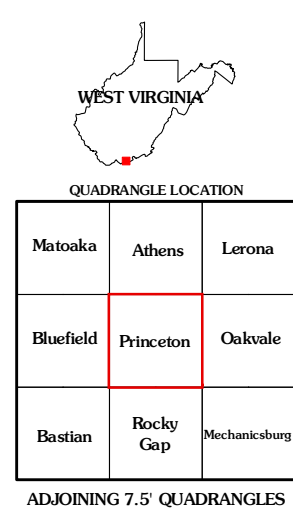 WEST VIRGINIA
QUADRANGLE LOCATION
Matoaka Athens Lerona
Bluefield Princeton Oakvale
Bastian Rocky Gap Mechanicsburg
ADJOINING 7.5' QUADRANGLES